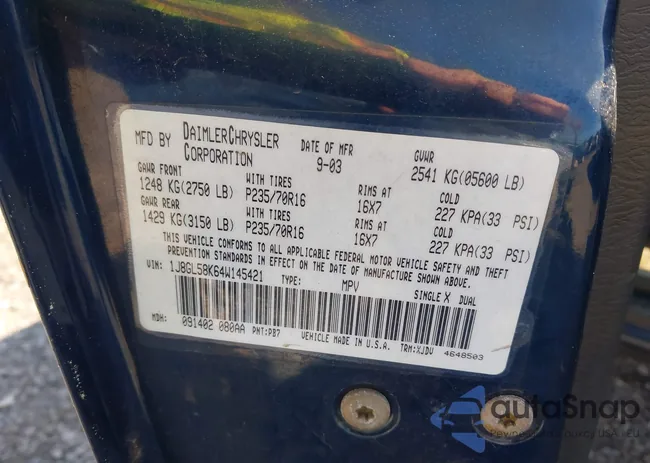 MFD BY DAIMLERCHRYSLER CORPORATION DATE OF MFR 9-03 GVWR 2541 KG(05600 LB)
GAWR FRONT WITH TIRES RIMS AT COLD
1248 KG(2750 LB) P235/70R16 16X7 227 KPA(33 PSI)
GAWR REAR WITH TIRES RIMS AT COLD
1429 KG(3150 LB) P235/70R16 16X7 227 KPA(33 PSI)
THIS VEHICLE CONFORMS TO ALL APPLICABLE FEDERAL MOTOR VEHICLE SAFETY AND THEFT
PREVENTION STANDARDS IN EFFECT ON THE DATE OF MANUFACTURE SHOWN ABOVE.
VIN: 1J8GL58K64W145421 TYPE: MPV SINGLE X DUAL
MDH: 091402 080AA PNT:PB7 VEHICLE MADE IN U.S.A. TRM:XJDV 4648503
autoSnap